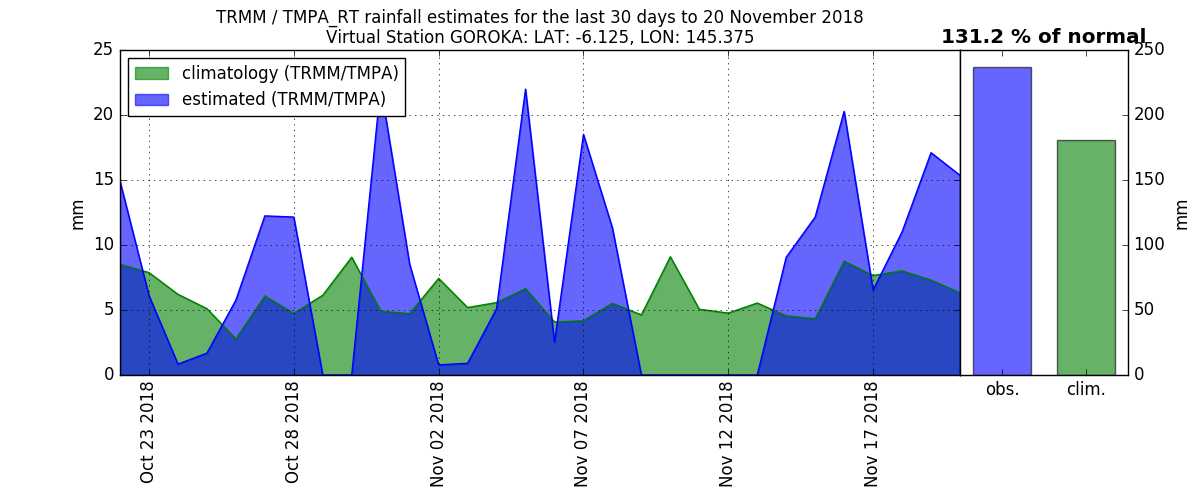 TRMM / TMPA_RT rainfall estimates for the last 30 days to 20 November 2018
Virtual Station GOROKA: LAT: -6.125, LON: 145.375
131.2 % of normal
climatology (TRMM/TMPA)
estimated (TRMM/TMPA)
25
20
15
10
5
0
mm
250
200
150
100
50
0
mm
Oct 23 2018
Oct 28 2018
Nov 02 2018
Nov 07 2018
Nov 12 2018
Nov 17 2018
obs.
clim.